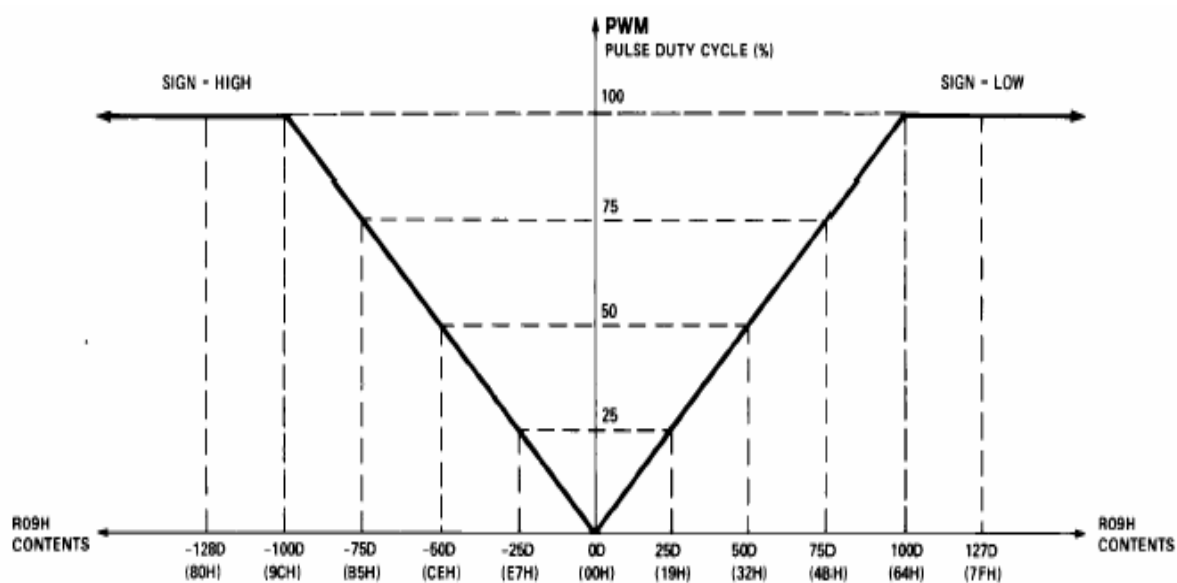 PWM
PULSE DUTY CYCLE (%)
SIGN - HIGH
SIGN - LOW
100
75
50
25
R09H
CONTENTS
-128D -100D -75D -50D -25D 0D 25D 50D 75D 100D 127D
(80H) (9CH) (B5H) (CEH) (E7H) (00H) (19H) (32H) (4B:H) (64H) (7FH)
R09H
CONTENTS